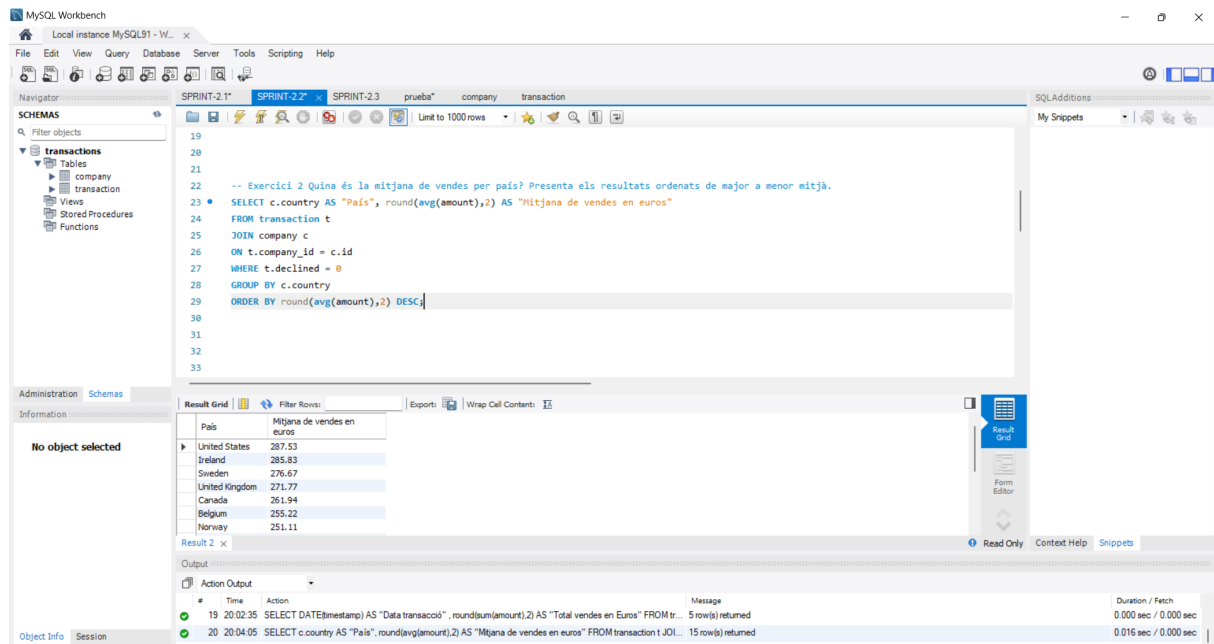 MySQL Workbench
Local instance MySQL91 - W...
File Edit View Query Database Server Tools Scripting Help
Navigator
SCHEMAS
Filter objects
transactions
Tables
company
transaction
Views
Stored Procedures
Functions
Administration Schemas
Information
No object selected
Object Info Session
SPRINT-2.1* SPRINT-2.2* SPRINT-2.3 prueba* company transaction
Limit to 1000 rows
19
20
21
22 -- Exercici 2 Quina és la mitjana de vendes per país? Presenta els resultats ordenats de major a menor mitjà.
23 SELECT c.country AS "País", round(avg(amount),2) AS "Mitjana de vendes en euros"
24 FROM transaction t
25 JOIN company c
26 ON t.company_id = c.id
27 WHERE t.declined = 0
28 GROUP BY c.country
29 ORDER BY round(avg(amount),2) DESC;
30
31
32
33
Result Grid Filter Rows: Export: Wrap Cell Content:
País Mitjana de vendes en
euros
United States 287.53
Ireland 285.83
Sweden 276.67
United Kingdom 271.77
Canada 261.94
Belgium 255.22
Norway 251.11
Result
Grid
Form
Editor
Result 2 Read Only
Output
Action Output
# Time Action Message Duration / Fetch
19 20:02:35 SELECT DATE(timestamp) AS "Data transacció" , round(sum(amount),2) AS "Total vendes en Euros" FROM tr... 5 row(s) returned 0.000 sec / 0.000 sec
20 20:04:05 SELECT c.country AS "País", round(avg(amount),2) AS "Mitjana de vendes en euros" FROM transaction t JOI... 15 row(s) returned 0.016 sec / 0.000 sec
SQLAdditions
My Snippets
Context Help Snippets